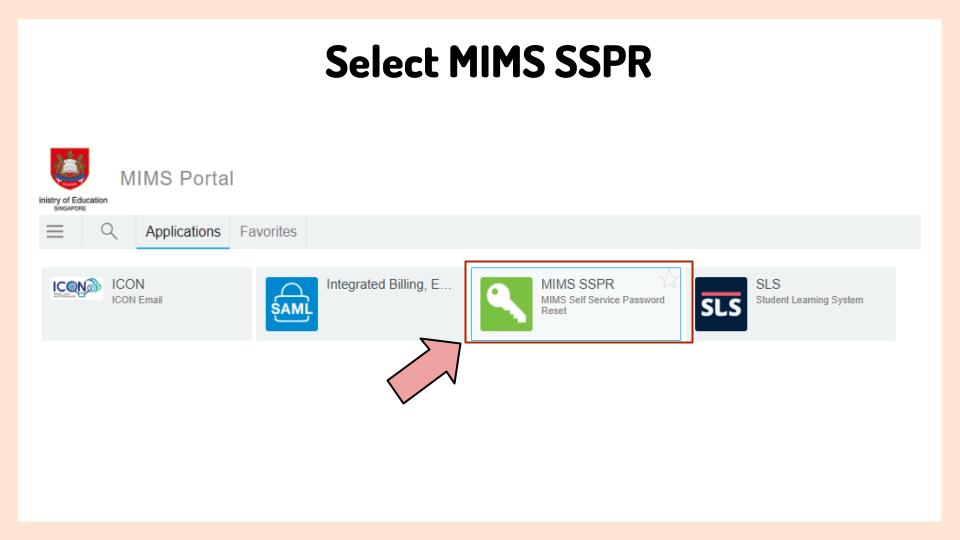 Select MIMS SSPR
MIMS Portal
inistry of Education
SINGAPORE
Applications
Favorites
ICON
ICON
ICON Email
SAML
Integrated Billing, E...
MIMS SSPR
MIMS Self Service Password
Reset
SLS
SLS
Student Learning System